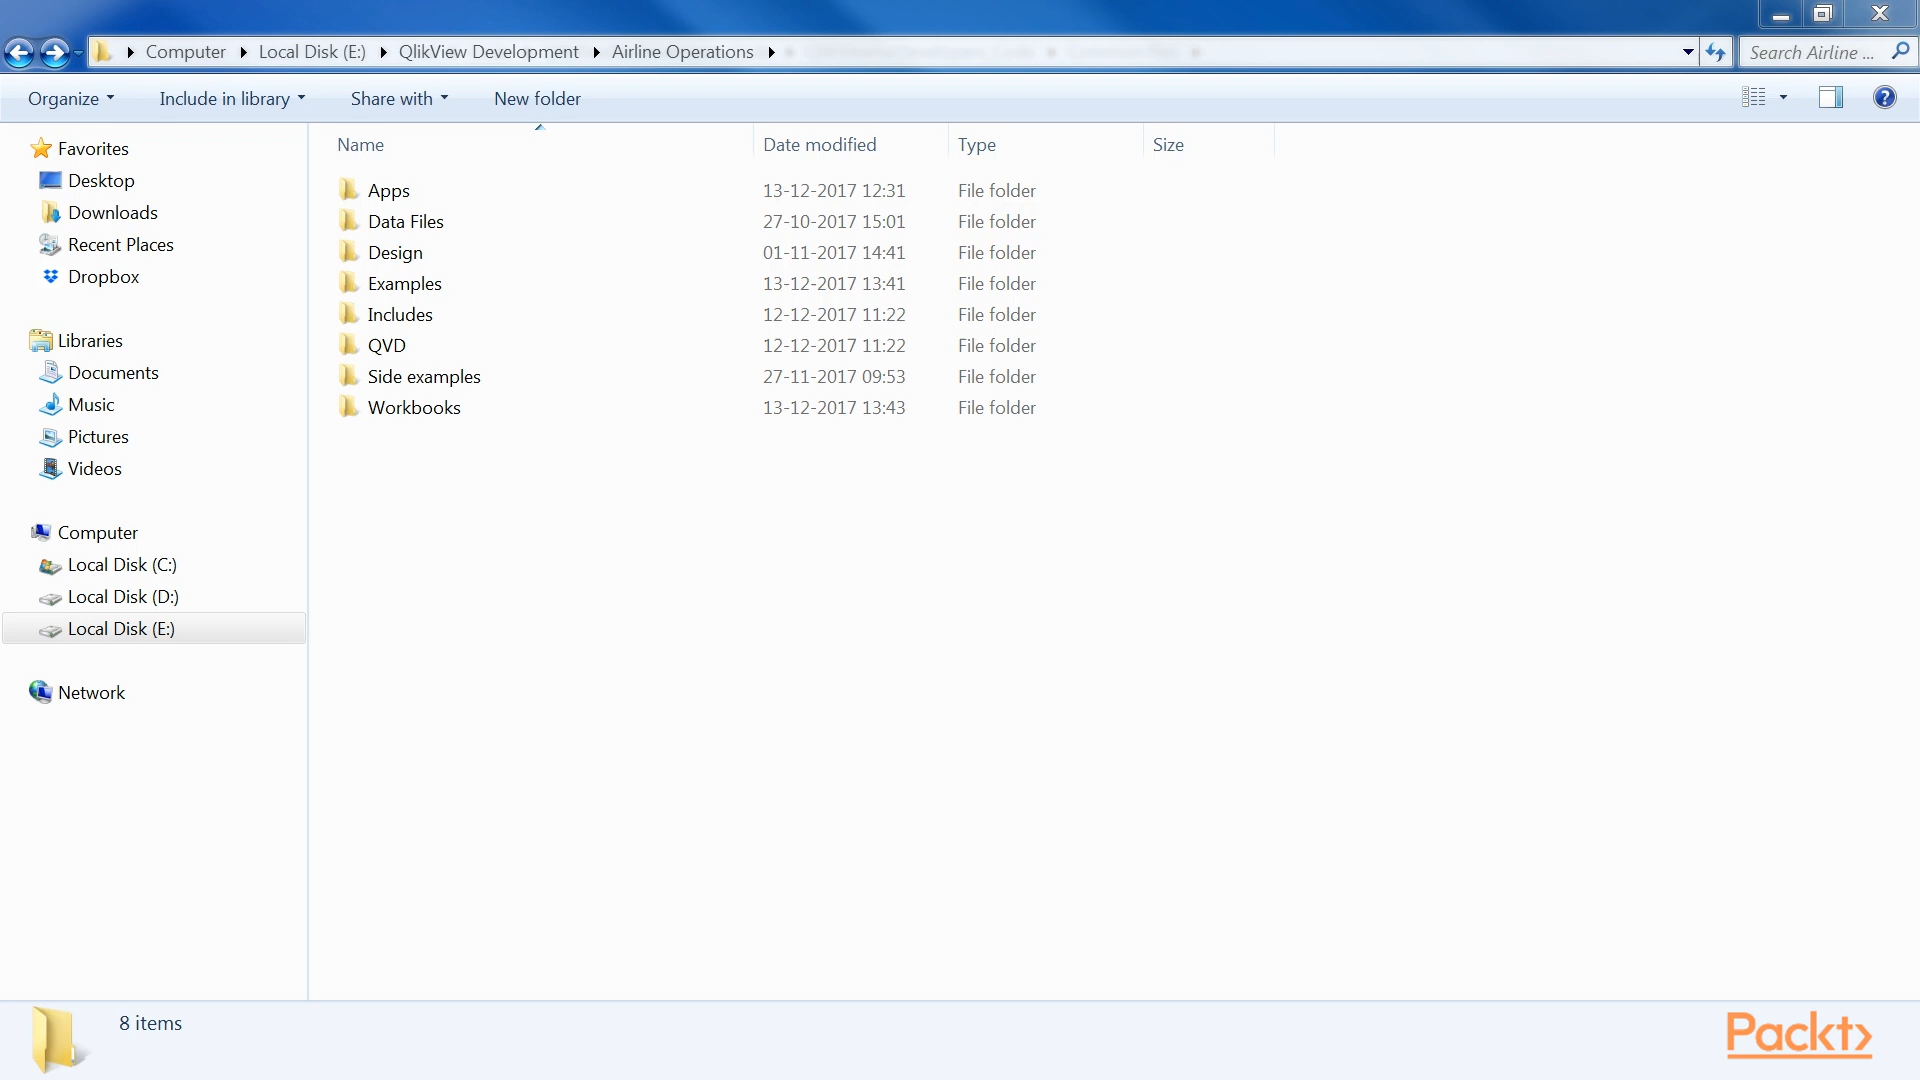 Computer Local Disk (E:) QlikView Development Airline Operations Search Airline ...
Organize Include in library Share with New folder
Name Date modified Type Size
Favorites
Desktop
Downloads
Recent Places
Dropbox
Libraries
Documents
Music
Pictures
Videos
Computer
Local Disk (C:)
Local Disk (D:)
Local Disk (E:)
Network
Apps 13-12-2017 12:31 File folder
Data Files 27-10-2017 15:01 File folder
Design 01-11-2017 14:41 File folder
Examples 13-12-2017 13:41 File folder
Includes 12-12-2017 11:22 File folder
QVD 12-12-2017 11:22 File folder
Side examples 27-11-2017 09:53 File folder
Workbooks 13-12-2017 13:43 File folder
8 items
Packt